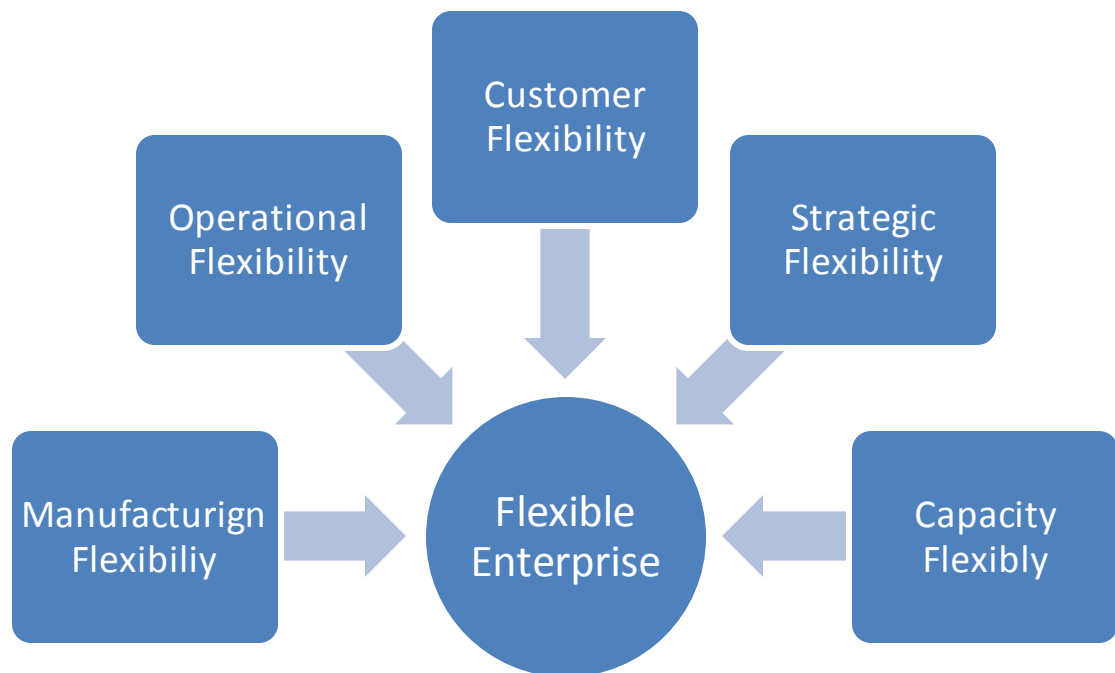 Customer
Flexibility
Operational
Flexibility
Strategic
Flexibility
Manufacturign
Flexibiliy
Flexible
Enterprise
Capacity
Flexibly